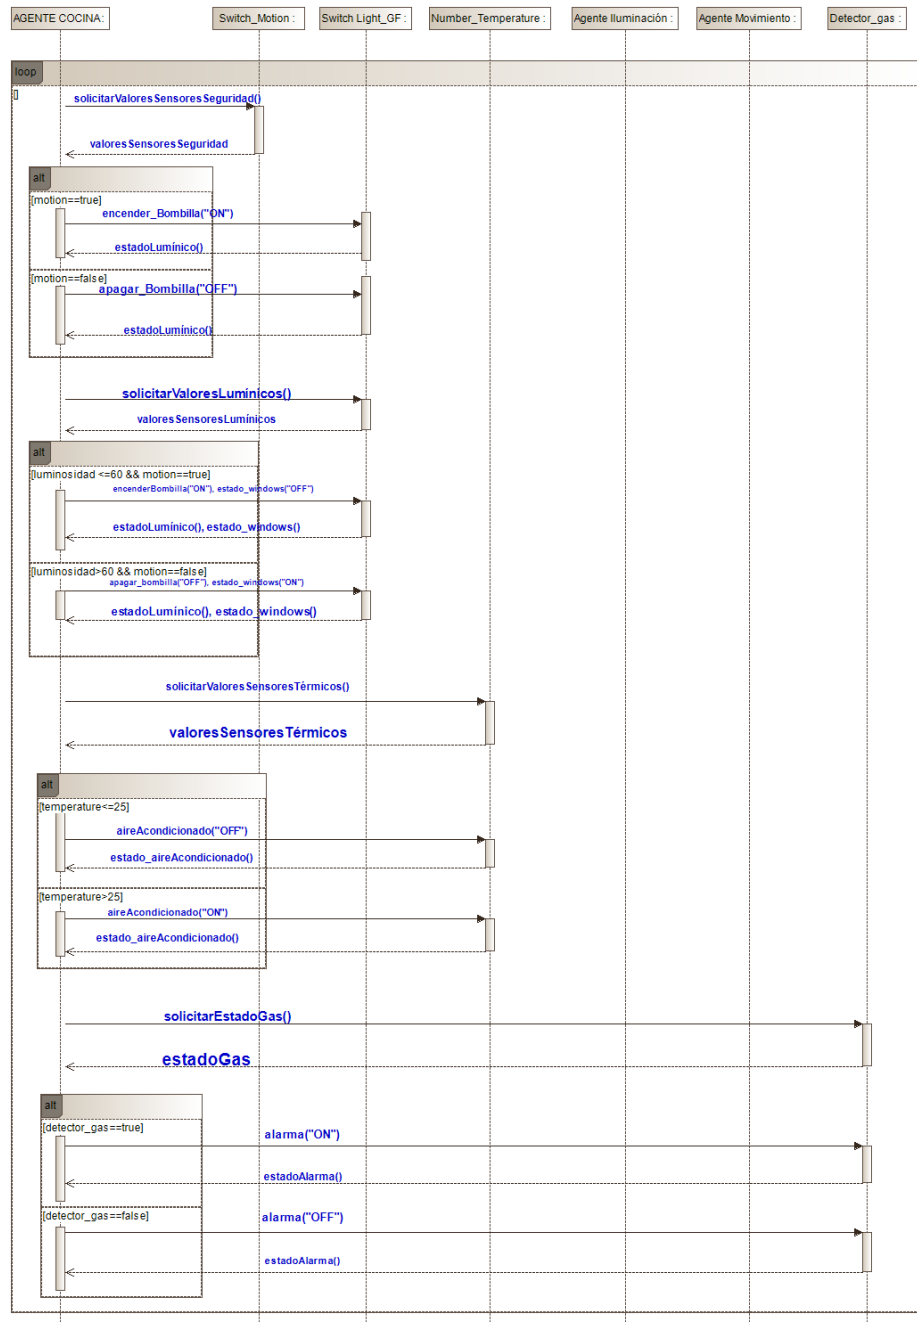 AGENTE COCINA:
Switch_Motion :
Switch Light_GF :
Number_Temperature :
Agente Iluminación :
Agente Movimiento :
Detector_gas :
loop
solicitarValoresSensoresSeguridad()
valoresSensoresSeguridad
alt
[motion==true]
encender_Bombilla("ON")
estadoLumínico()
[motion==false]
apagar_Bombilla("OFF")
estadoLumínico()
solicitarValoresLumínicos()
valoresSensoresLumínicos
alt
[luminosidad <=60 && motion==true]
encenderBombilla("ON"), estado_windows("OFF")
estadoLumínico(), estado_windows()
[luminosidad>60 && motion==false]
apagar_bombilla("OFF"), estado_windows("ON")
estadoLumínico(), estado_windows()
solicitarValoresSensoresTérmicos()
valoresSensoresTérmicos
alt
[temperature<=25]
aireAcondicionado("OFF")
estado_aireAcondicionado()
[temperature>25]
aireAcondicionado("ON")
estado_aireAcondicionado()
solicitarEstadoGas()
estadoGas
alt
[detector_gas==true]
alarma("ON")
estadoAlarma()
[detector_gas==false]
alarma("OFF")
estadoAlarma()